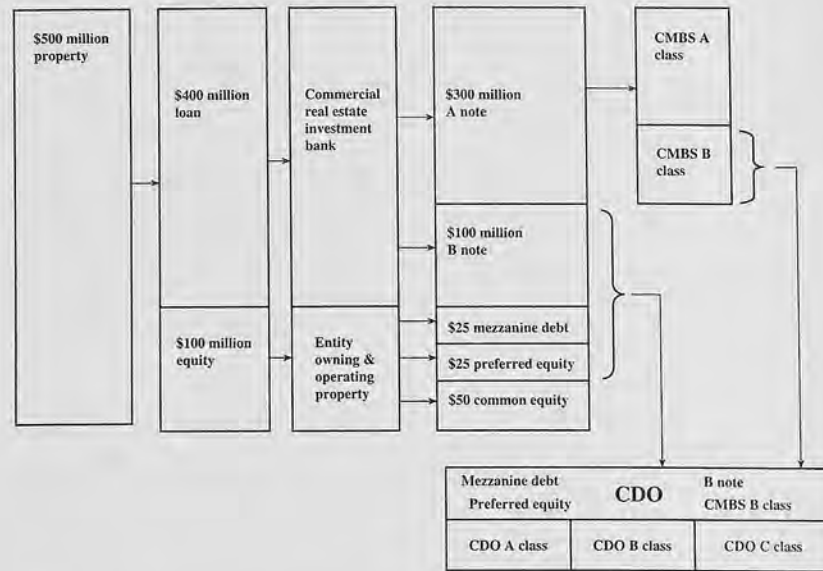 $500 million
property
$400 million
loan
$100 million
equity
Commercial
real estate
investment
bank
Entity
owning &
operating
property
$300 million
A note
$100 million
B note
$25 mezzanine debt
$25 preferred equity
$50 common equity
CMBS A
class
CMBS B
class
Mezzanine debt
Preferred equity
CDO
B note
CMBS B class
CDO A class
CDO B class
CDO C class